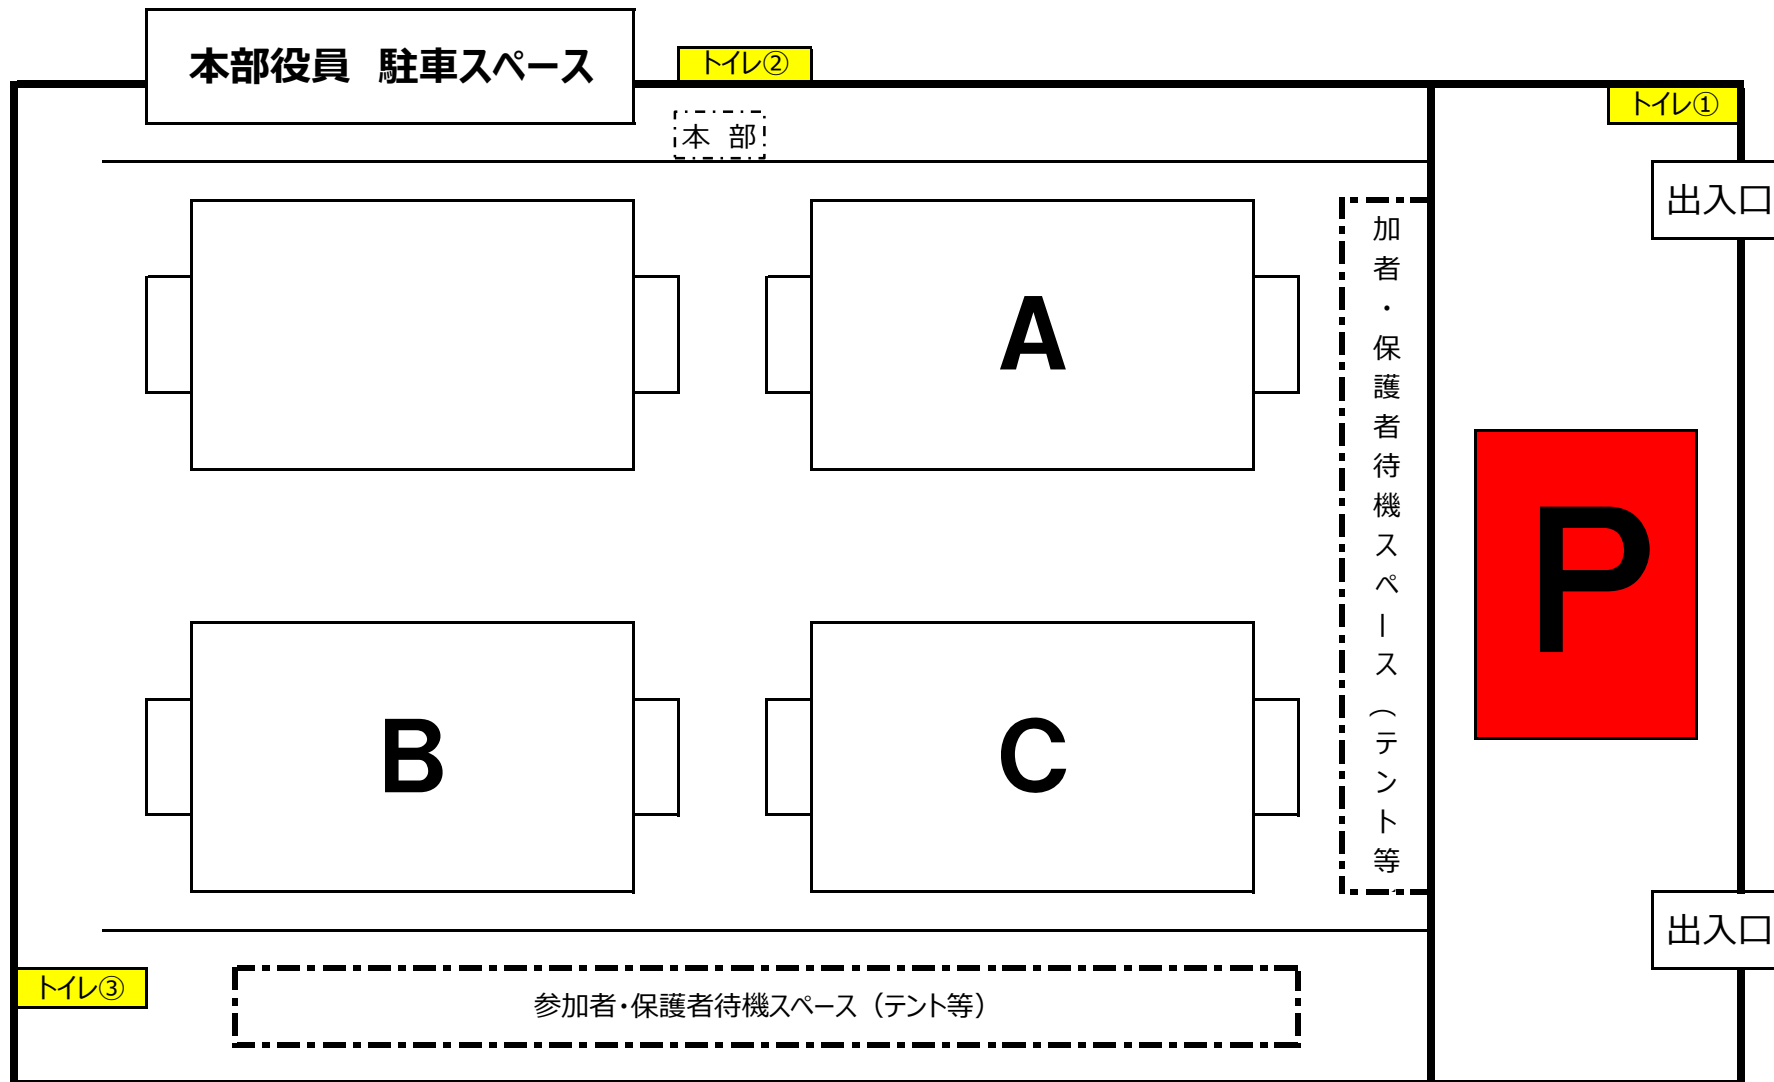 本部役員 駐車スペース
トイレ②
トイレ①
本 部
出入口
加者・保護者待機スペース（テント等
A
P
B
C
出入口
トイレ③
参加者・保護者待機スペース（テント等）